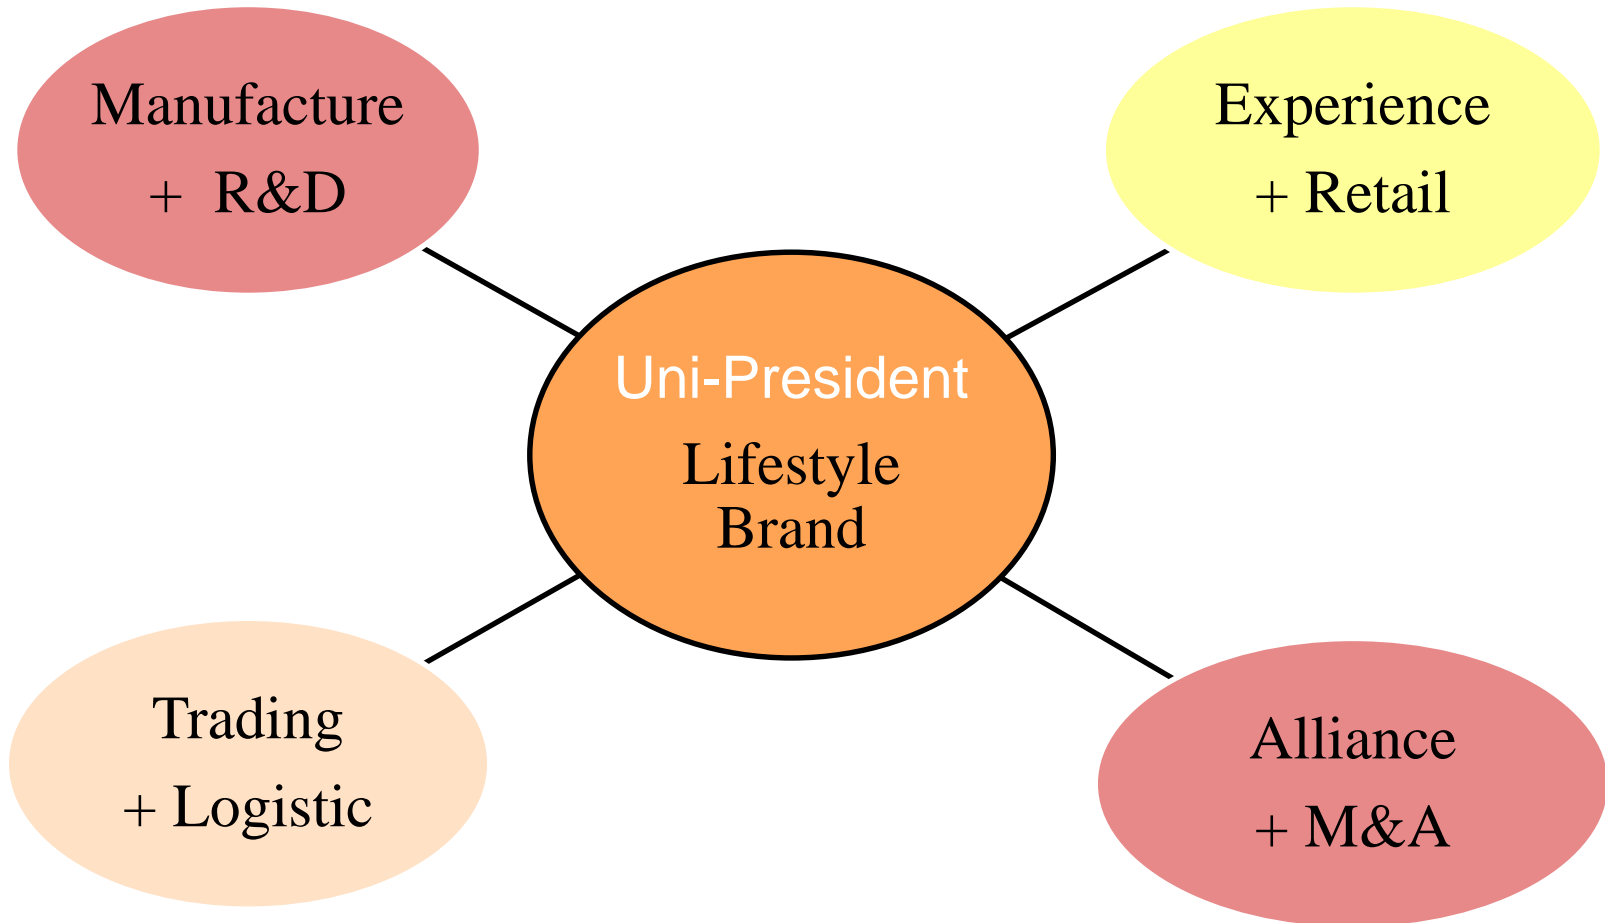 Manufacture
+ R&D
Experience
+ Retail
Uni-President
Lifestyle
Brand
Trading
+ Logistic
Alliance
+ M&A